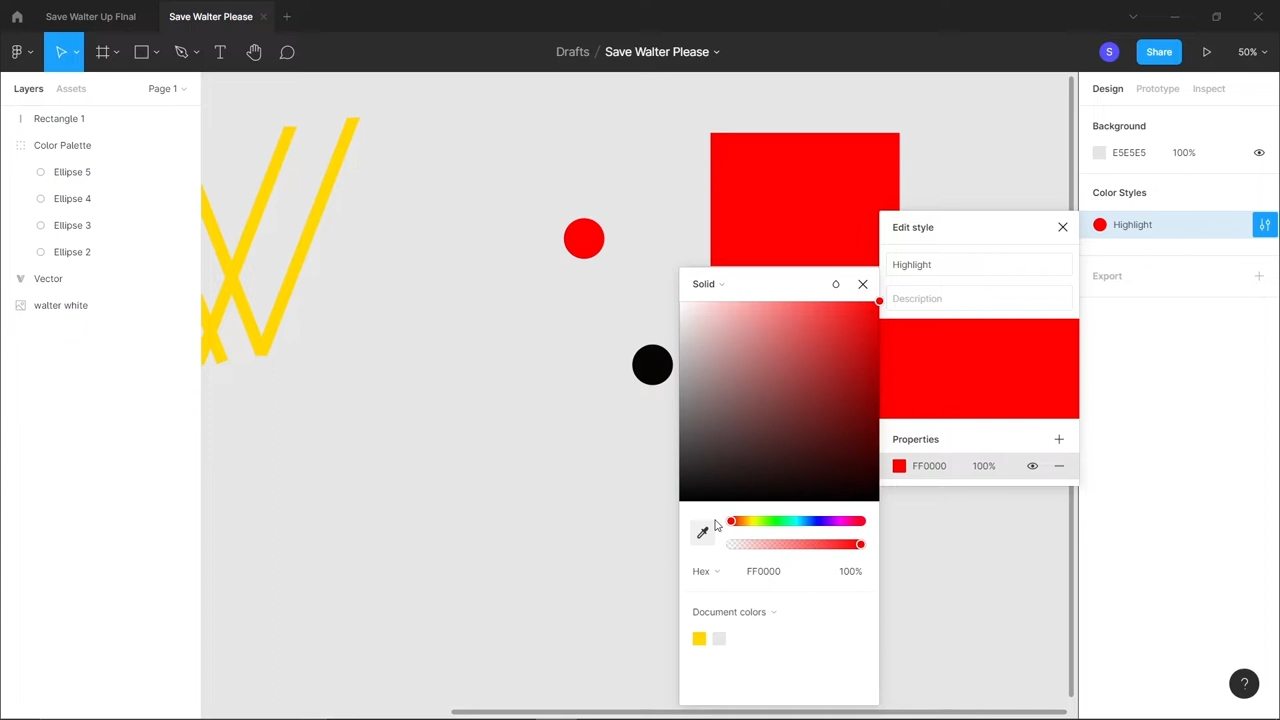 Save Walter Up FInal
Save Walter Please
Drafts / Save Walter Please
S
Share
50%
Layers
Assets
Page 1
Design
Prototype
Inspect
Rectangle 1
Color Palette
Ellipse 5
Ellipse 4
Ellipse 3
Ellipse 2
Vector
walter white
Background
E5E5E5
100%
Color Styles
Highlight
Export
Edit style
Highlight
Description
Properties
FF0000
100%
Solid
Hex
FF0000
100%
Document colors
?